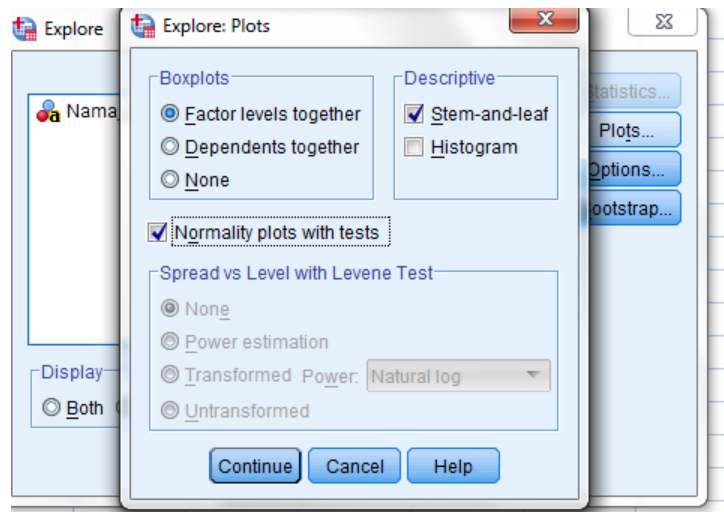 Explore
Explore: Plots
Boxplots
Factor levels together
Dependents together
None
Descriptive
Stem-and-leaf
Histogram
Normality plots with tests
Spread vs Level with Levene Test
None
Power estimation
Transformed Power: Natural log
Untransformed
Continue Cancel Help
Nama
Display
Both
Statistics...
Plots...
Options...
ootstrap...